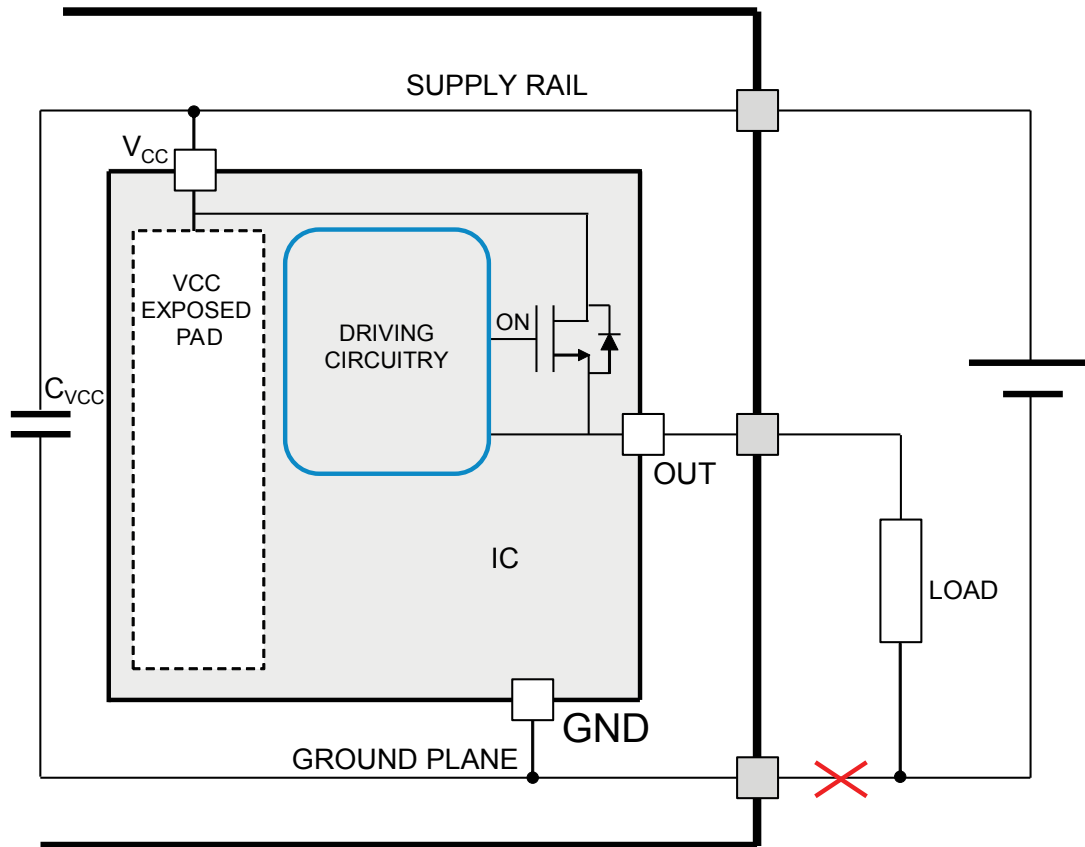 SUPPLY RAIL
VCC
VCC
EXPOSED
PAD
DRIVING
CIRCUITRY
ON
CVCC
OUT
IC
LOAD
GND
GROUND PLANE